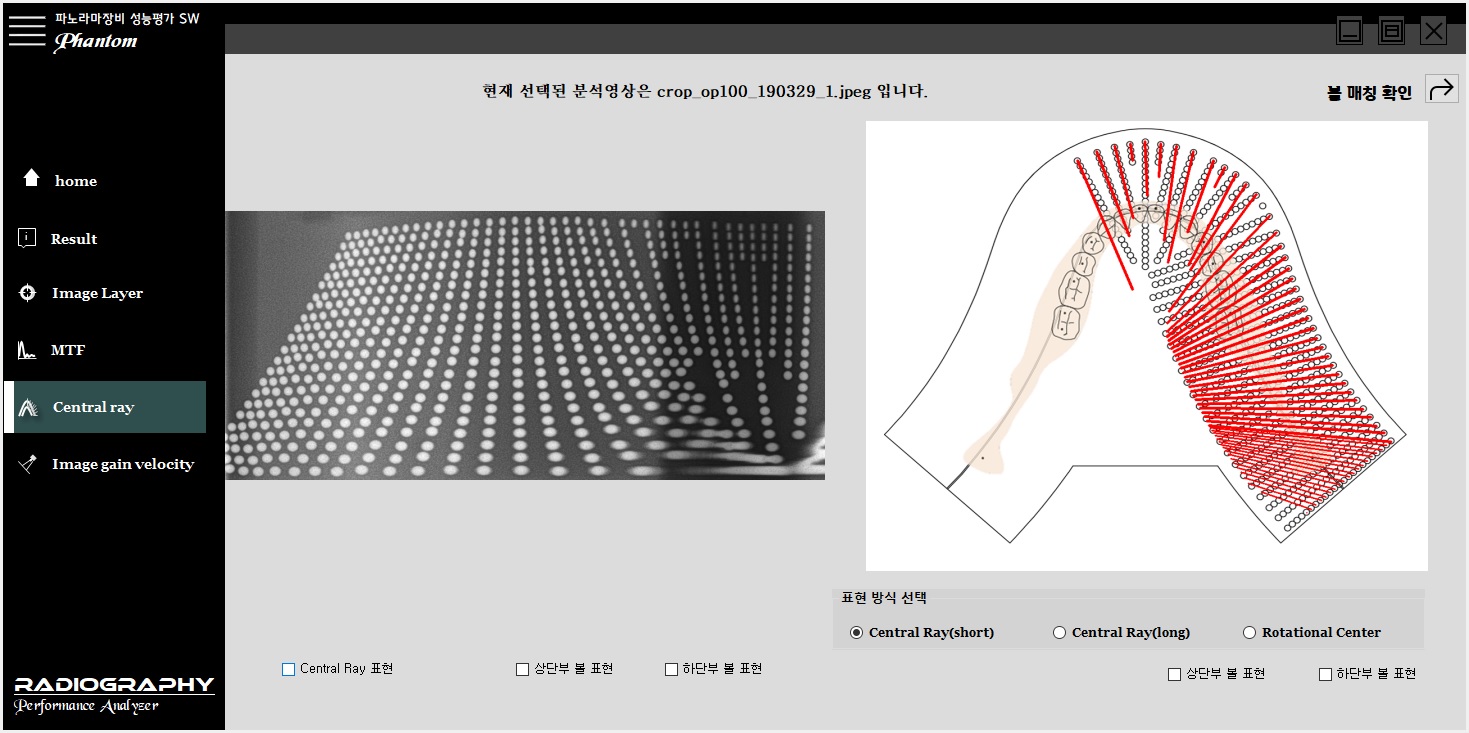 파노라마장비 성능평가 SW
Phantom
현재 선택된 분석영상은 crop_op100_190329_1.jpeg 입니다.
볼 매칭 확인
home
Result
Image Layer
MTF
Central ray
Image gain velocity
표현 방식 선택
Central Ray(short) Central Ray(long) Rotational Center
Central Ray 표현 상단부 볼 표현 하단부 볼 표현
상단부 볼 표현 하단부 볼 표현
RADIOGRAPHY
Performance Analyzer